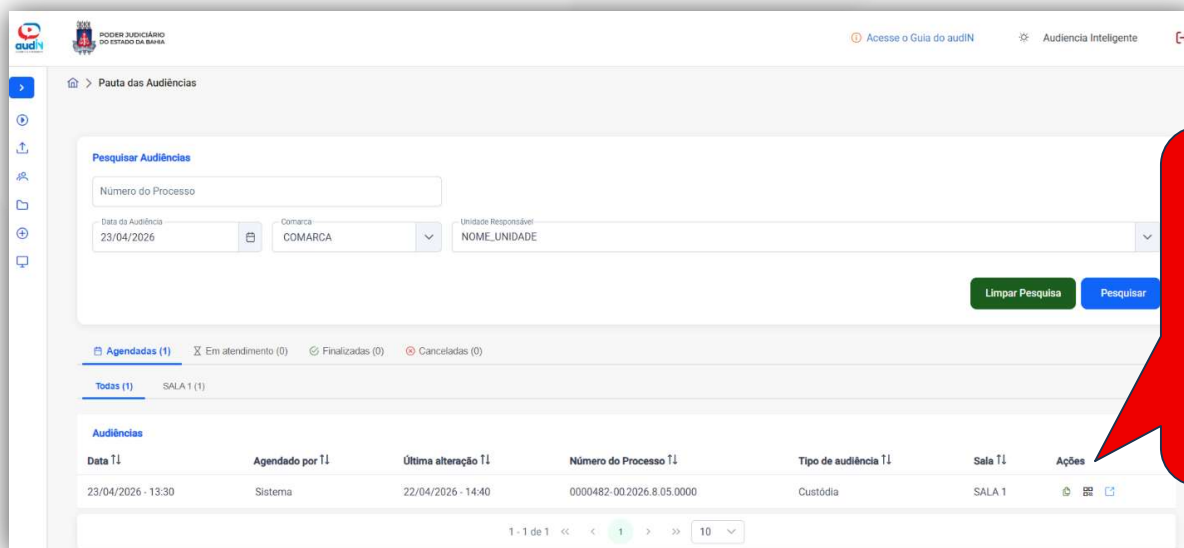 audIN
PODER JUDICIÁRIO
DO ESTADO DA BAHIA
Acesse o Guia do audIN
Audiencia Inteligente
> Pauta das Audiências
Pesquisar Audiências
Número do Processo
Data da Audiência
23/04/2026
Comarca
COMARCA
Unidade Responsável
NOME_UNIDADE
Limpar Pesquisa
Pesquisar
Agendadas (1) Em atendimento (0) Finalizadas (0) Canceladas (0)
Todas (1) SALA 1 (1)
Audiências
Data Agendado por Última alteração Número do Processo Tipo de audiência Sala Ações
23/04/2026 - 13:30 Sistema 22/04/2026 - 14:40 0000482-00.2026.8.05.0000 Custódia SALA 1
1 - 1 de 1 << < 1 > >> 10